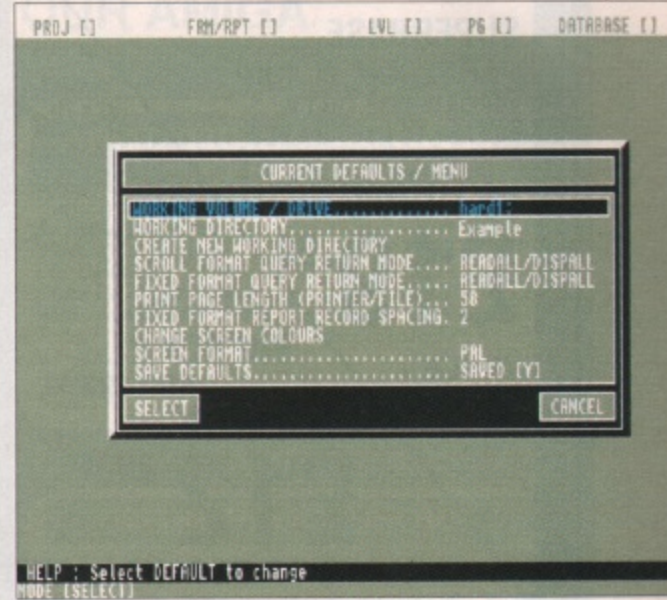 PROJ [] FRM/RPT [] LVL [] PG [] DATABASE []
CURRENT DEFAULTS / MENU
WORKING VOLUME / DRIVE.............. hard1:
WORKING DIRECTORY................... Example
CREATE NEW WORKING DIRECTORY
SCROLL FORMAT QUERY RETURN MODE.... READALL/DISPALL
FIXED FORMAT QUERY RETURN MODE..... READALL/DISPALL
PRINT PAGE LENGTH (PRINTER/FILE)... 58
FIXED FORMAT REPORT RECORD SPACING. 2
CHANGE SCREEN COLOURS
SCREEN FORMAT....................... PAL
SAVE DEFAULTS....................... SAVED [Y]
SELECT CANCEL
HELP : Select DEFAULT to change
MODE [SELECT]